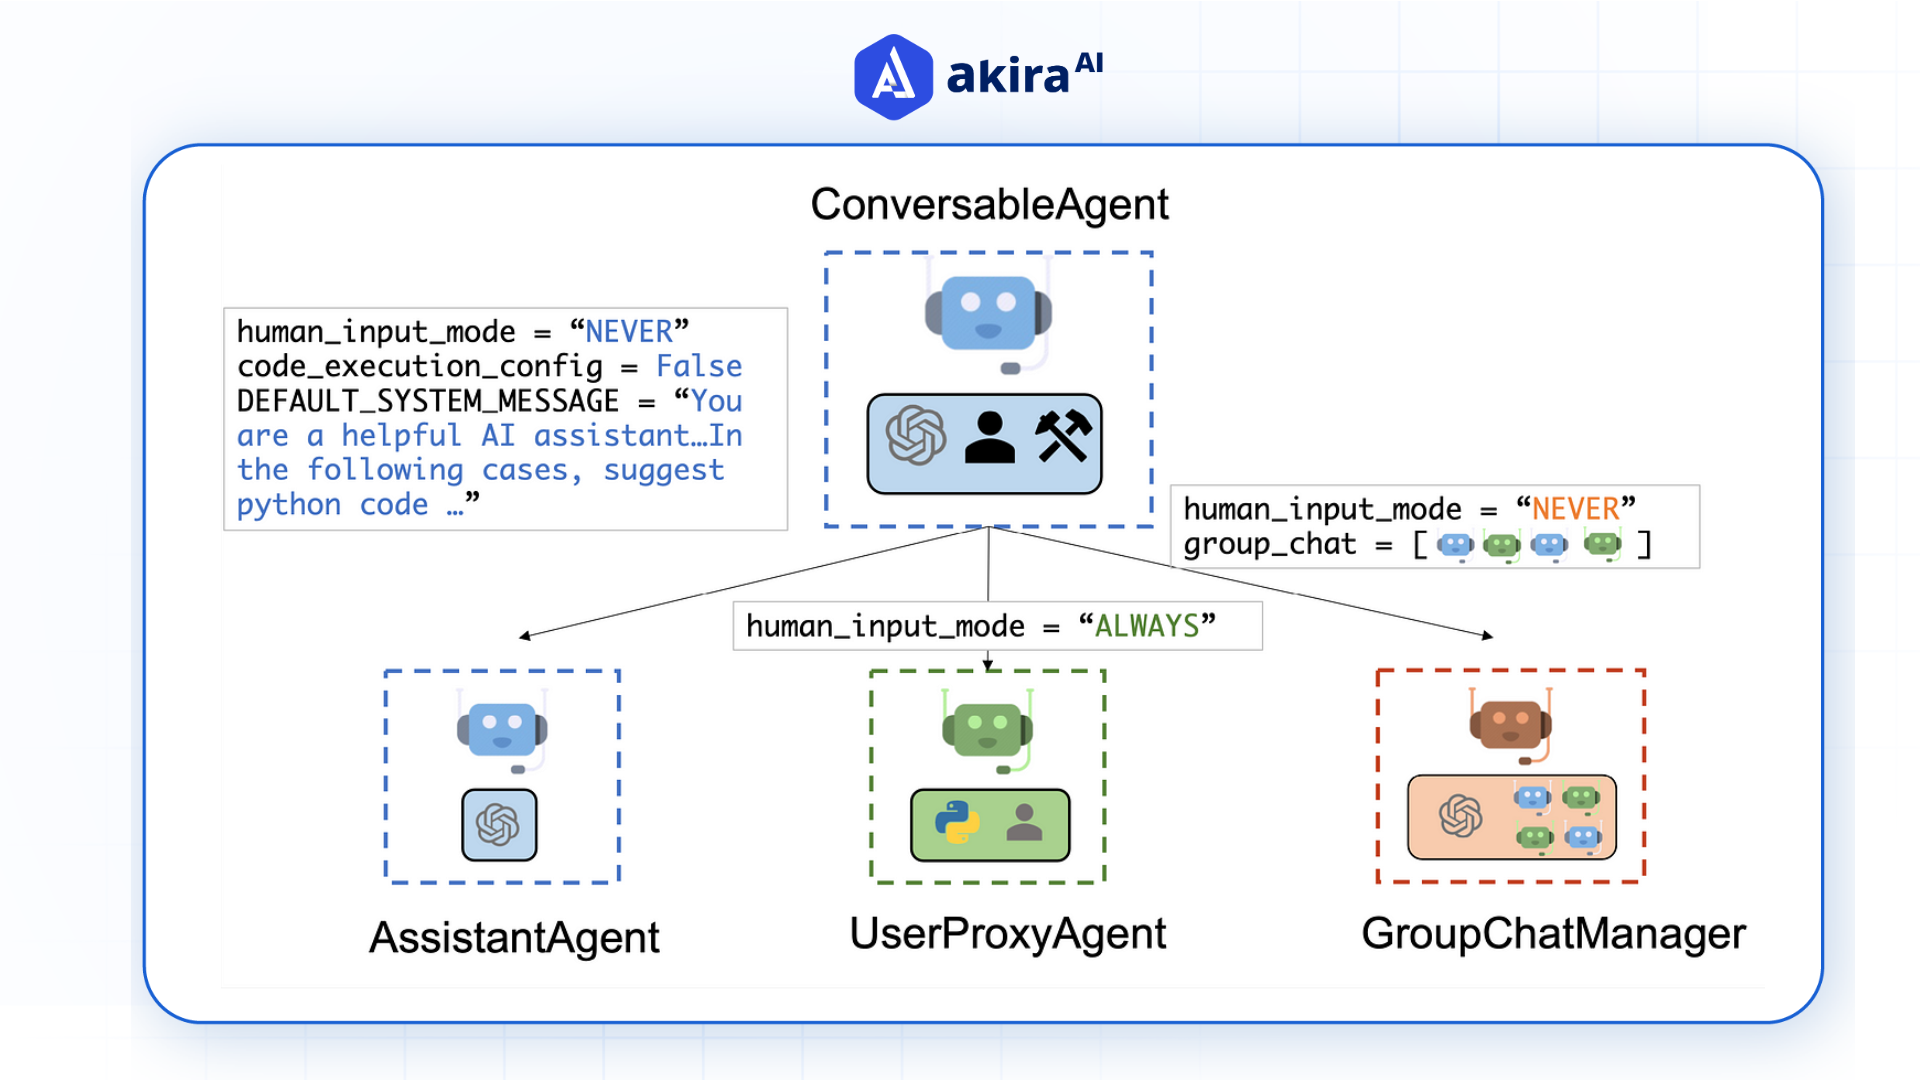 akira AI
ConversableAgent
human_input_mode = “NEVER”
code_execution_config = False
DEFAULT_SYSTEM_MESSAGE = “You
are a helpful AI assistant…In
the following cases, suggest
python code …”
human_input_mode = “NEVER”
group_chat = [ ]
human_input_mode = “ALWAYS”
AssistantAgent
UserProxyAgent
GroupChatManager